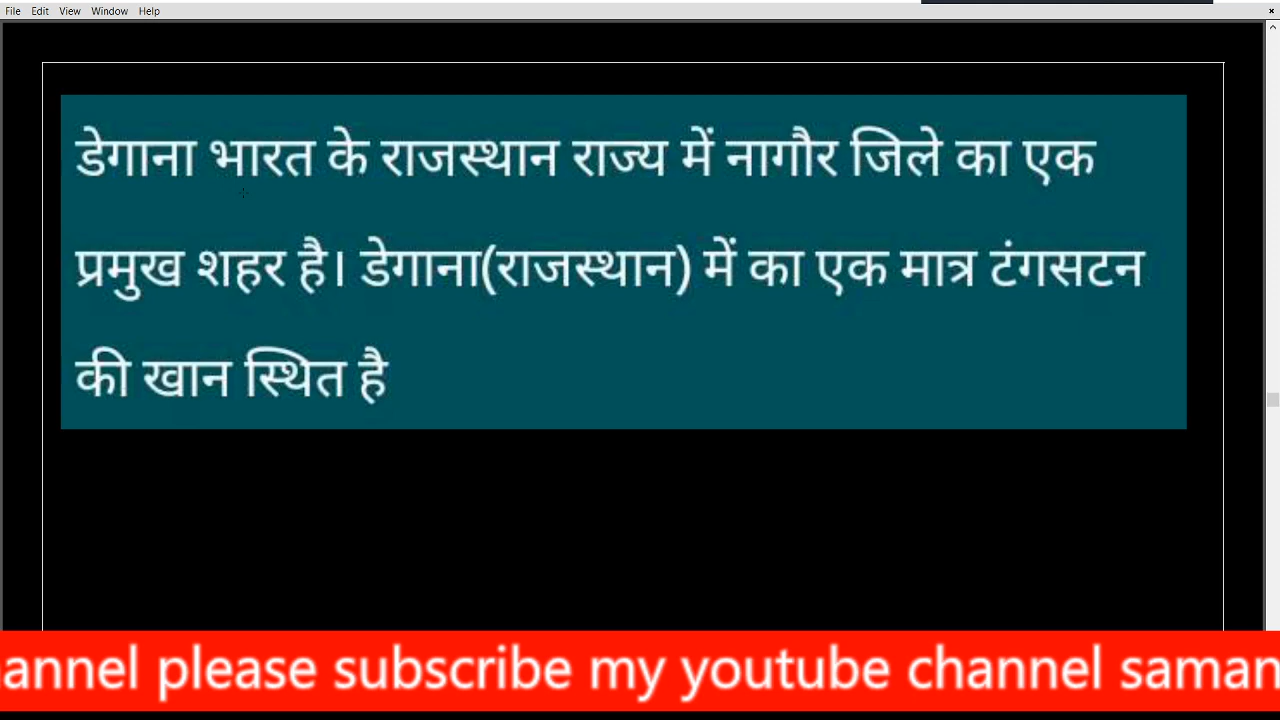 File Edit View Window Help
डेगाना भारत के राजस्थान राज्य में नागौर जिले का एक
प्रमुख शहर है। डेगाना(राजस्थान) में का एक मात्र टंगसटन
की खान स्थित है
annel please subscribe my youtube channel saman